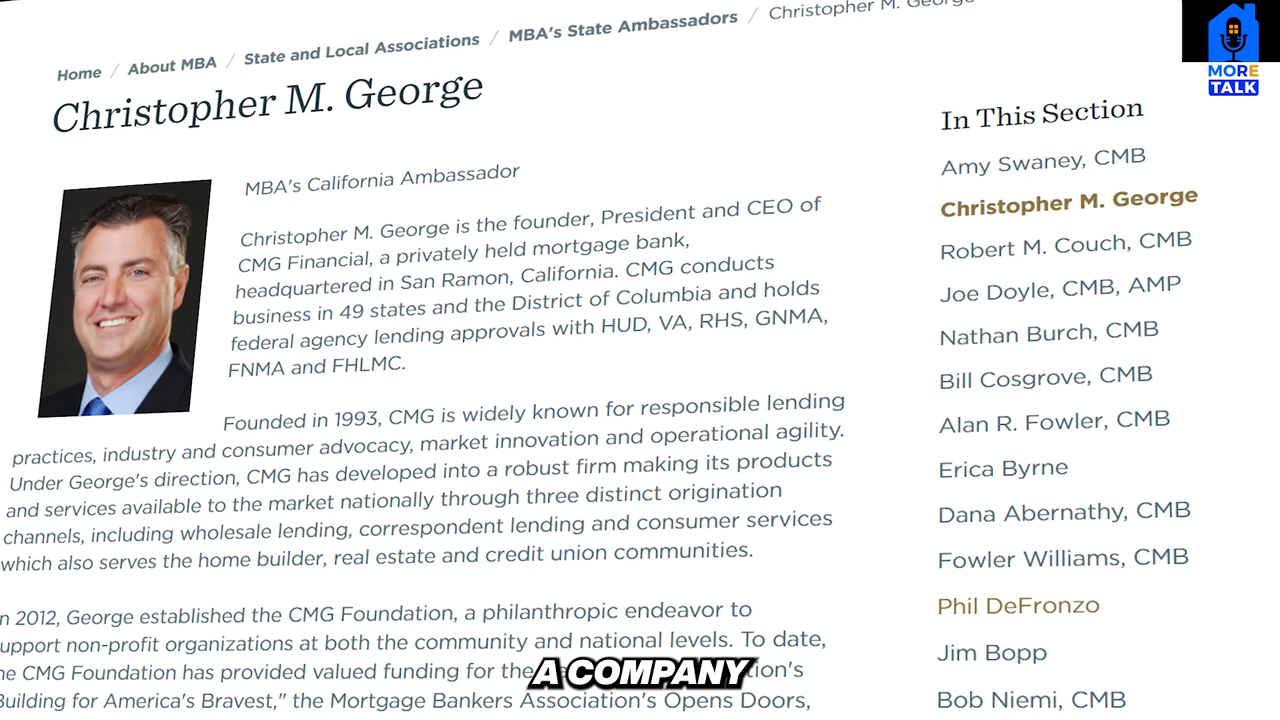 Home / About MBA / State and Local Associations / MBA's State Ambassadors / Christopher M. George
MORE
TALK
Christopher M. George
MBA's California Ambassador
Christopher M. George is the founder, President and CEO of
CMG Financial, a privately held mortgage bank,
headquartered in San Ramon, California. CMG conducts
business in 49 states and the District of Columbia and holds
federal agency lending approvals with HUD, VA, RHS, GNMA,
FNMA and FHLMC.
Founded in 1993, CMG is widely known for responsible lending
practices, industry and consumer advocacy, market innovation and operational agility.
Under George's direction, CMG has developed into a robust firm making its products
and services available to the market nationally through three distinct origination
channels, including wholesale lending, correspondent lending and consumer services
which also serves the home builder, real estate and credit union communities.
n 2012, George established the CMG Foundation, a philanthropic endeavor to
upport non-profit organizations at both the community and national levels. To date,
he CMG Foundation has provided valued funding for the tion's
Building for America's Bravest," the Mortgage Bankers Association's Opens Doors,
In This Section
Amy Swaney, CMB
Christopher M. George
Robert M. Couch, CMB
Joe Doyle, CMB, AMP
Nathan Burch, CMB
Bill Cosgrove, CMB
Alan R. Fowler, CMB
Erica Byrne
Dana Abernathy, CMB
Fowler Williams, CMB
Phil DeFronzo
Jim Bopp
Bob Niemi, CMB
A COMPANY